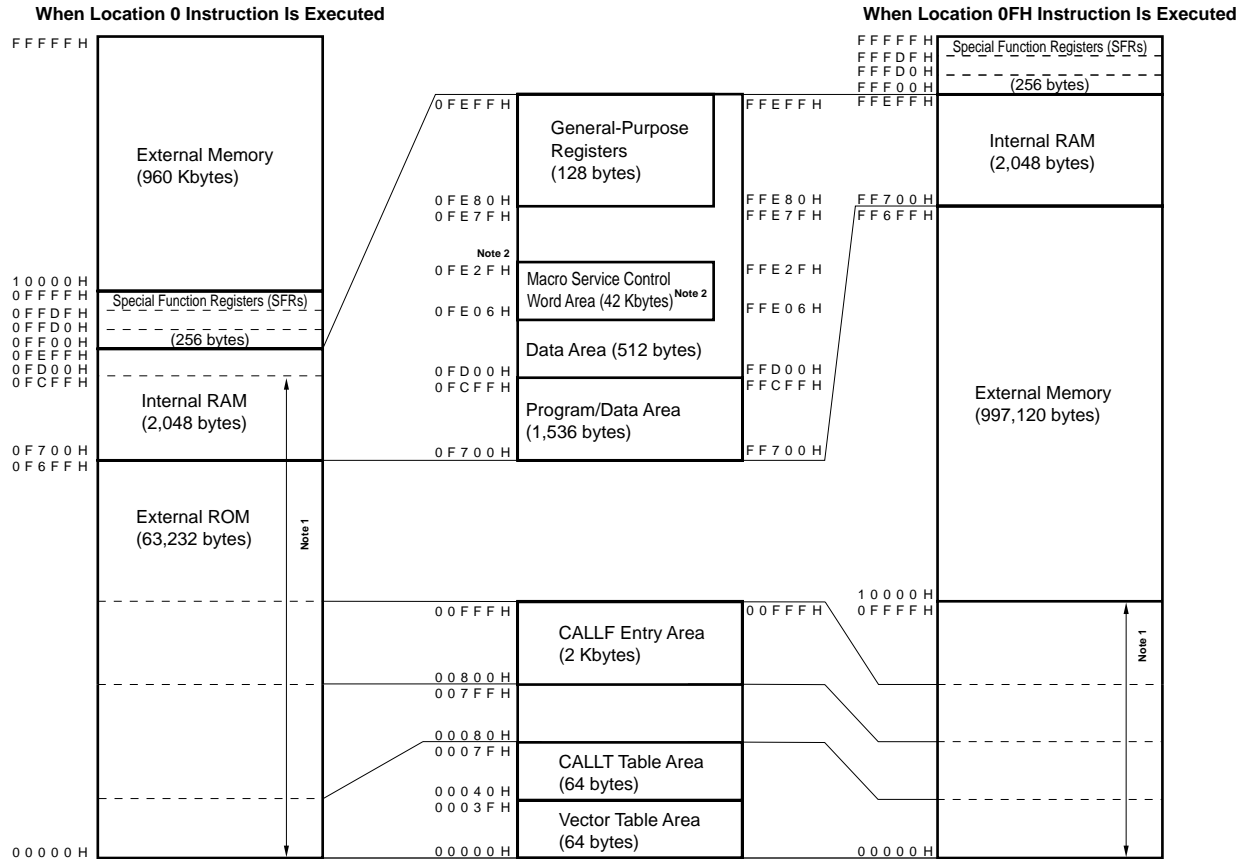 When Location 0 Instruction Is Executed
When Location 0FH Instruction Is Executed
FFFFFH
External Memory
(960 Kbytes)
10000H
0FFFFH
Special Function Registers (SFRs)
0FFDFH
0FFD0H
(256 bytes)
0FF00H
0FEFFH
0FD00H
0FCFFH
Internal RAM
(2,048 bytes)
0F700H
0F6FFH
External ROM
(63,232 bytes)
Note 1
00000H
0FEFFH
General-Purpose
Registers
(128 bytes)
FFEFFH
0FE80H
FFE80H
0FE7FH
FFE7FH
Note 2
0FE2FH
Macro Service Control
Word Area (42 Kbytes) Note 2
FFE2FH
0FE06H
FFE06H
Data Area (512 bytes)
0FD00H
FFD00H
0FCFFH
FFCFFH
Program/Data Area
(1,536 bytes)
0F700H
FF700H
00FFFH
00FFFH
CALLF Entry Area
(2 Kbytes)
00800H
007FFH
00080H
0007FH
CALLT Table Area
(64 bytes)
00040H
0003FH
Vector Table Area
(64 bytes)
00000H
FFFFFH
Special Function Registers (SFRs)
FFFDFH
FFFD0H
(256 bytes)
FFF00H
FFEFFH
Internal RAM
(2,048 bytes)
FF700H
FF6FFH
External Memory
(997,120 bytes)
10000H
0FFFFH
Note 1
00000H